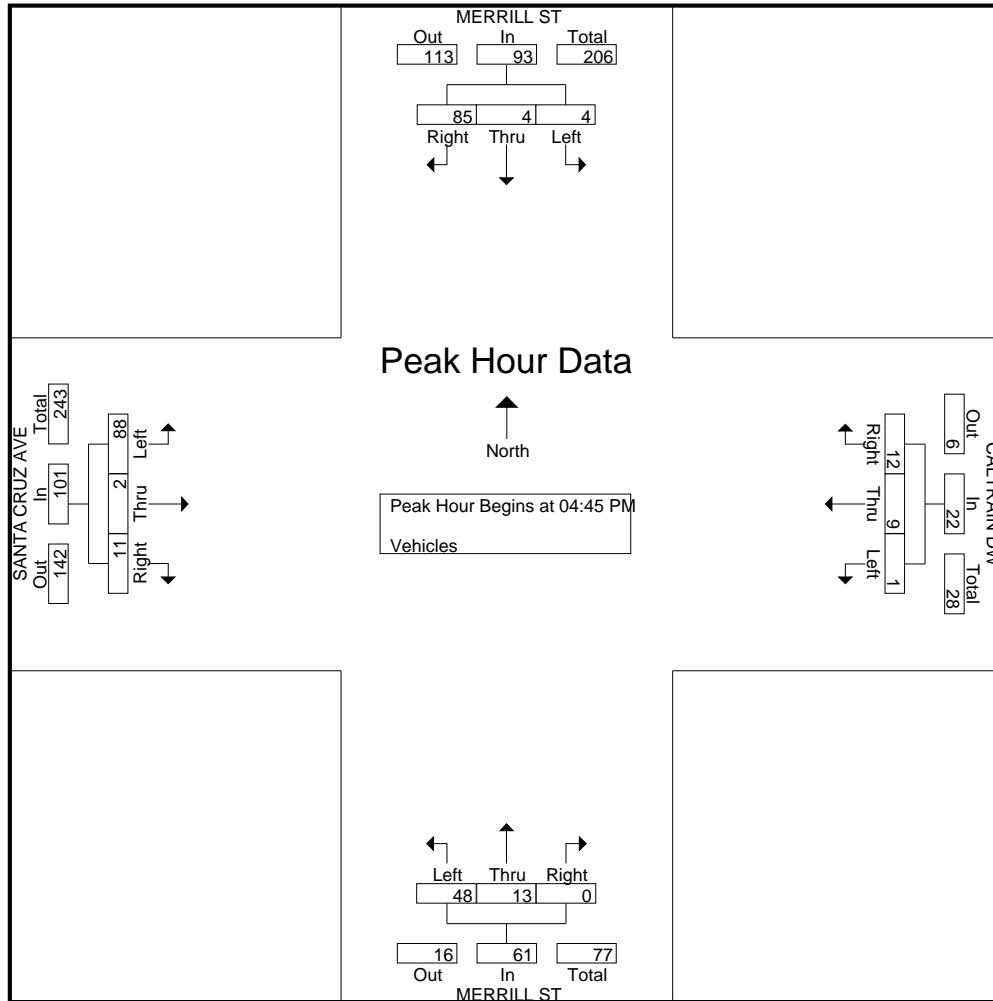 MERRILL ST
Out In Total
113 93 206
85 4 4
Right Thru Left
Peak Hour Data
North
Peak Hour Begins at 04:45 PM
Vehicles
SANTA CRUZ AVE
Total In Out
243 101 142
88 2 11
Left Thru Right
CALTRAIN DW
Out In Total
6 22 28
12 9 1
Right Thru Left
Left Thru Right
48 13 0
16 61 77
Out In Total
MERRILL ST